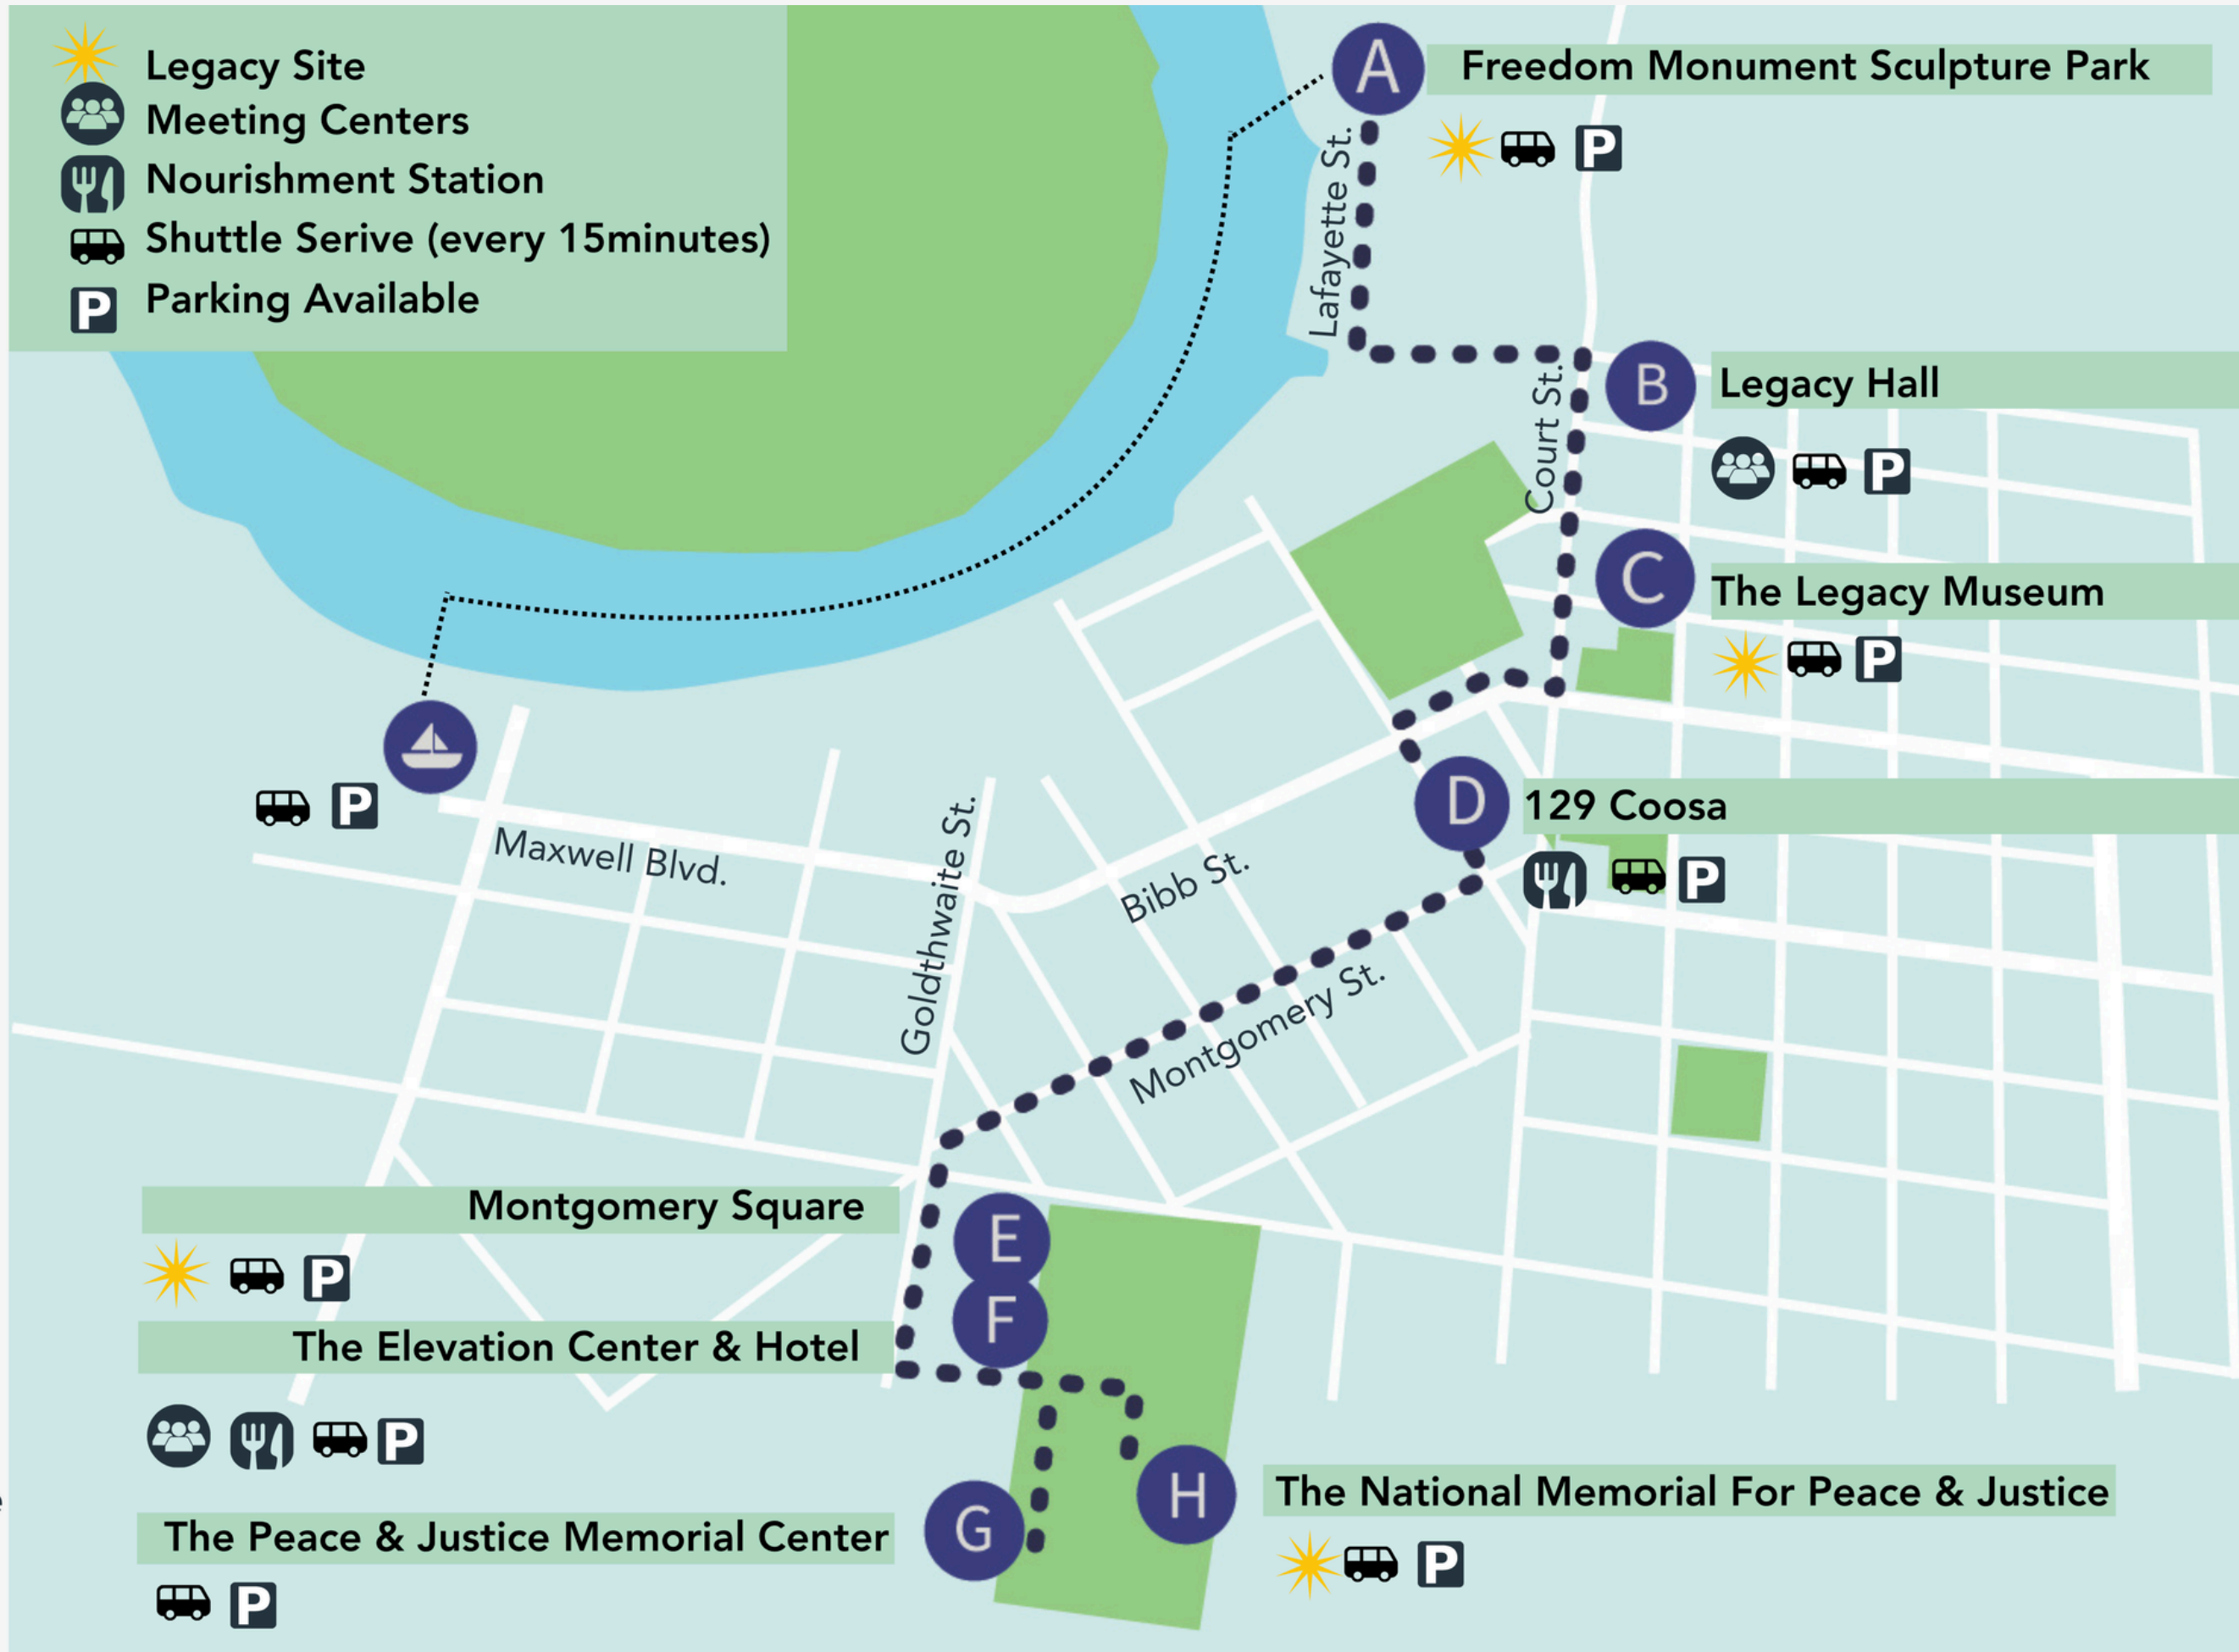 Legacy Site
Meeting Centers
Nourishment Station
Shuttle Serive (every 15minutes)
P Parking Available
A Freedom Monument Sculpture Park
P
Lafayette St.
B Legacy Hall
P
Court St.
C The Legacy Museum
P
D 129 Coosa
P
P
Maxwell Blvd.
Goldthwaite St.
Bibb St.
Montgomery St.
Montgomery Square
E
P
The Elevation Center & Hotel
F
P
The Peace & Justice Memorial Center
G
P
H The National Memorial For Peace & Justice
P